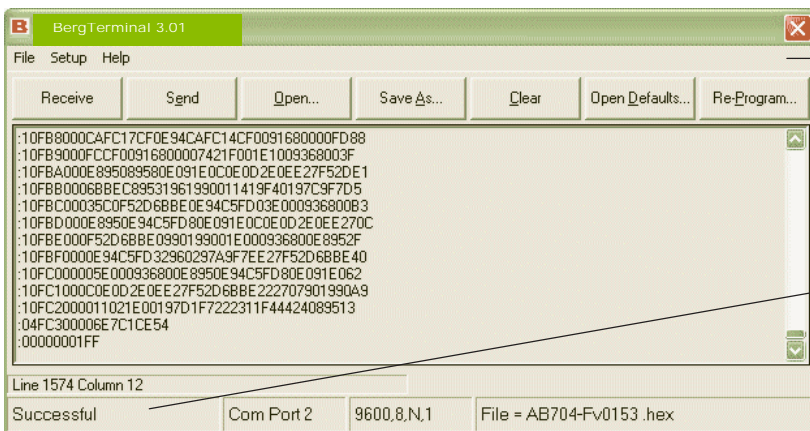 BergTerminal 3.01
File Setup Help
Receive Send Open... Save As... Clear Open Defaults... Re-Program...
:10FB8000CAFC17CF0E94CAFC14CF0091680000FD88
:10FB9000FCCF00916800007421F001E1009368003F
:10FBA000E895089580E091E0C0E0D2E0EE27F52DE1
:10FBB0006BBEC89531961990011419F40197C9F7D5
:10FBC00035C0F52D6BBE0E94C5FD03E000936800B3
:10FBD000E8950E94C5FD80E091E0C0E0D2E0EE270C
:10FBE000F52D6BBE0990199001E000936800E8952F
:10FBF0000E94C5FD32960297A9F7EE27F52D6BBE40
:10FC000005E000936800E8950E94C5FD80E091E062
:10FC1000C0E0D2E0EE27F52D6BBE222707901990A9
:10FC2000011021E00197D1F7222311F44424089513
:04FC300006E7C1CE54
:00000001FF
Line 1574 Column 12
Successful Com Port 2 9600,8,N,1 File = AB704-Fv0153 .hex